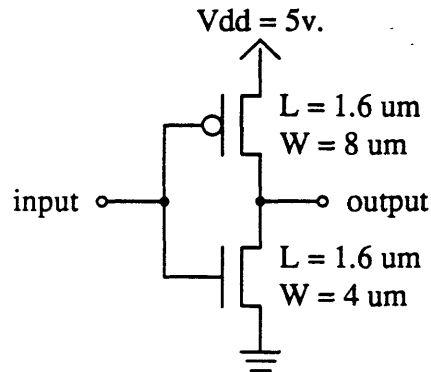 Vdd = 5v.
L = 1.6 um
W = 8 um
input
output
L = 1.6 um
W = 4 um